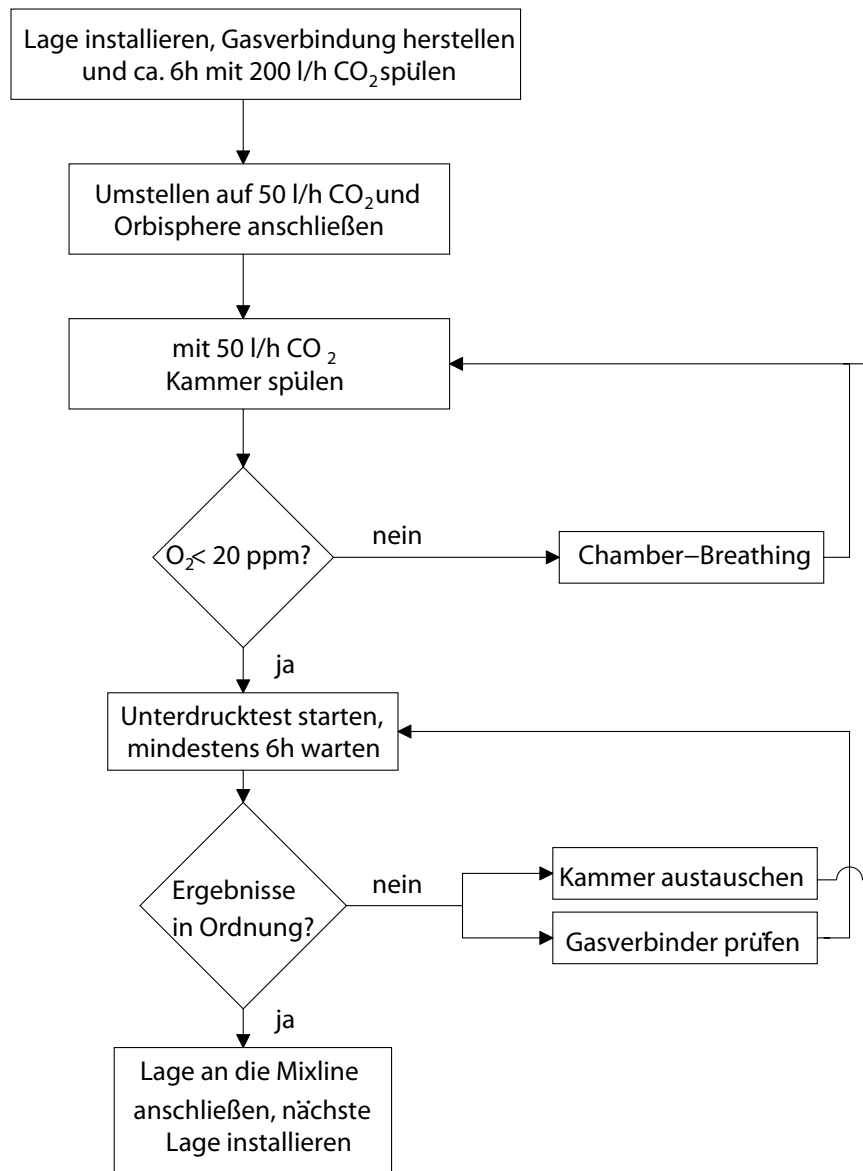 Lage installieren, Gasverbindung herstellen
und ca. 6h mit 200 l/h CO₂ spülen
Umstellen auf 50 l/h CO₂ und
Orbisphere anschließen
mit 50 l/h CO₂
Kammer spülen
O₂< 20 ppm?
nein
Chamber–Breathing
ja
Unterdrucktest starten,
mindestens 6h warten
Ergebnisse
in Ordnung?
nein
Kammer austauschen
Gasverbinder prüfen
ja
Lage an die Mixline
anschließen, nächste
Lage installieren